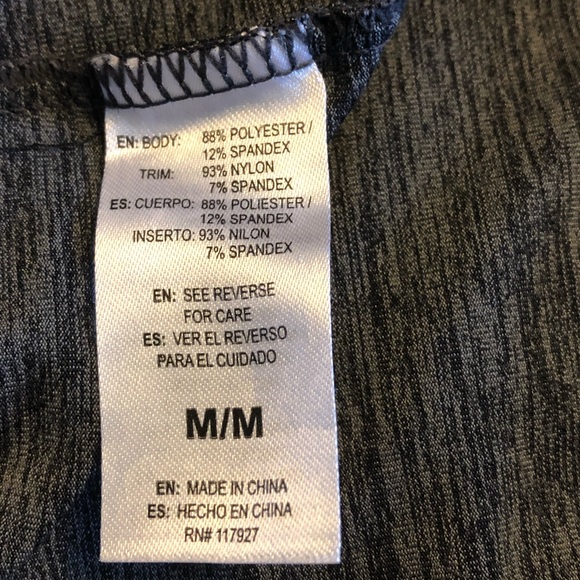 EN: BODY: 88% POLYESTER /
12% SPANDEX
TRIM: 93% NYLON
7% SPANDEX
ES: CUERPO: 88% POLIESTER /
12% SPANDEX
INSERTO: 93% NILON
7% SPANDEX
EN: SEE REVERSE
FOR CARE
ES: VER EL REVERSO
PARA EL CUIDADO
M/M
EN: MADE IN CHINA
ES: HECHO EN CHINA
RN# 117927